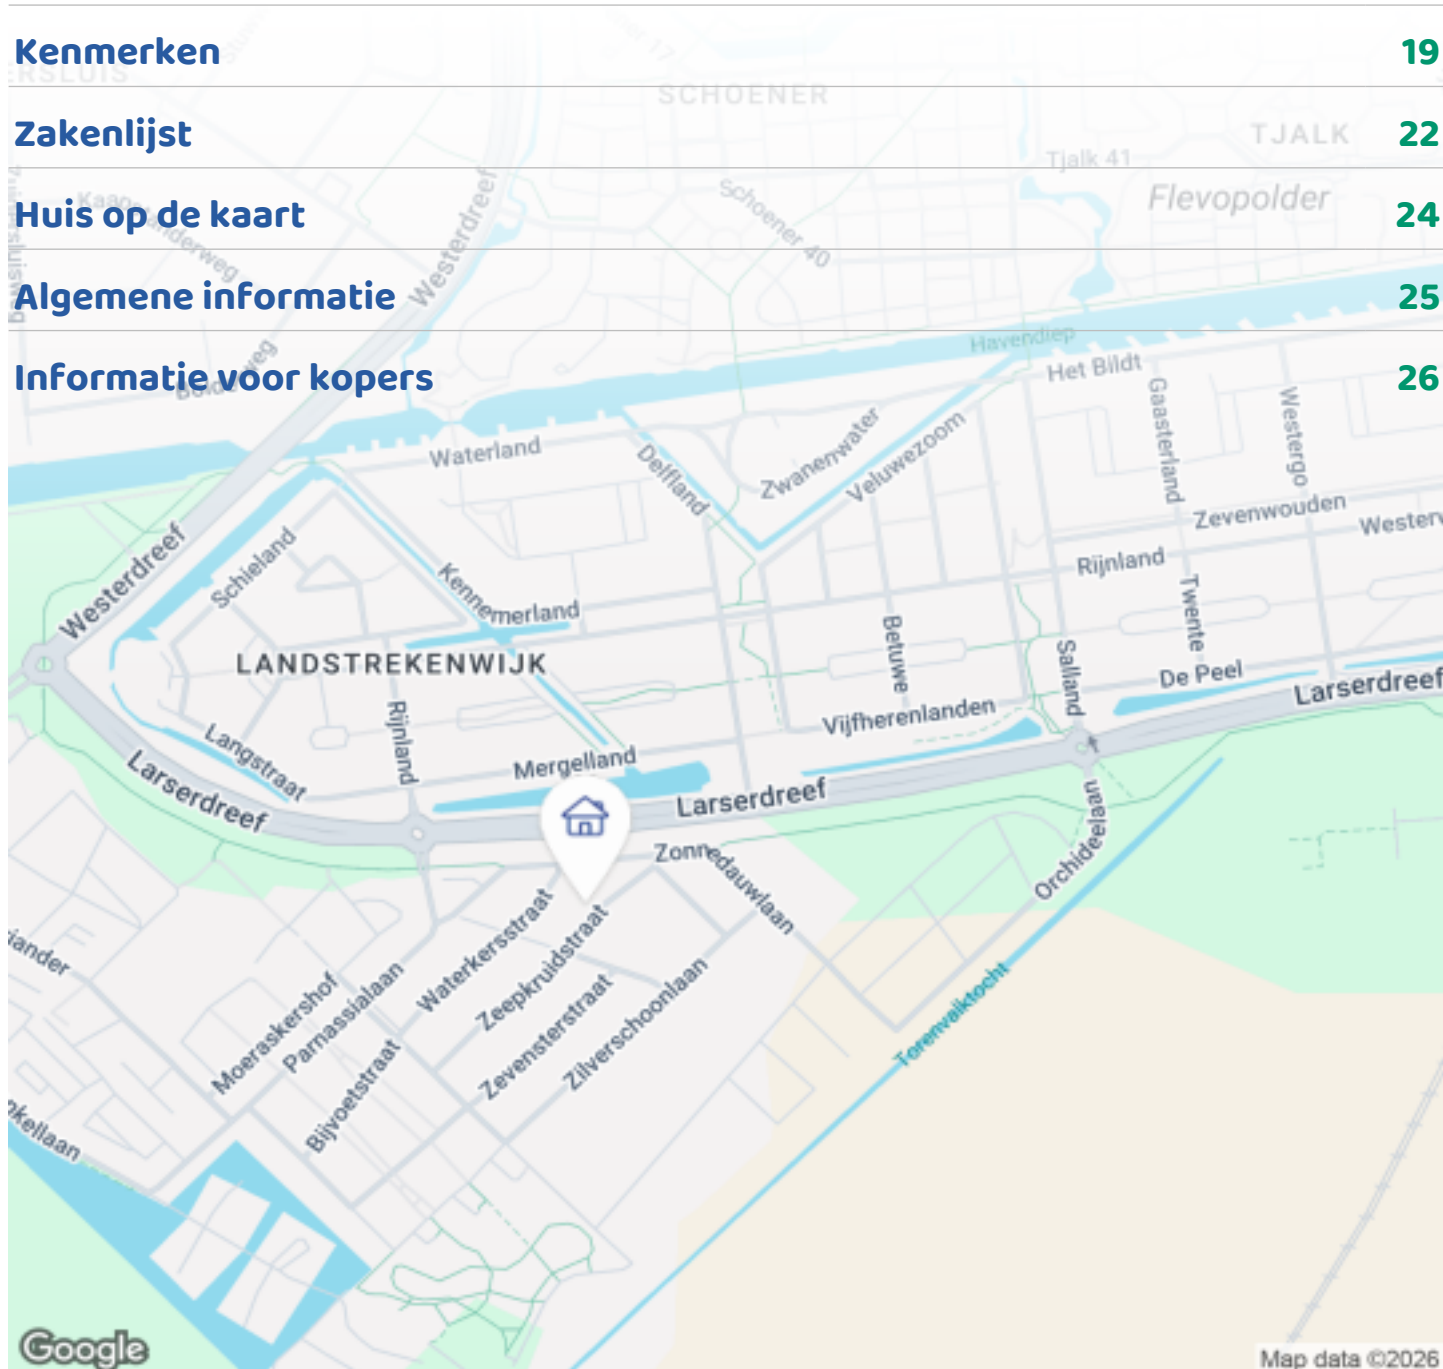 Kenmerken 19
Zakenlijst 22
Huis op de kaart 24
Algemene informatie 25
Informatie voor kopers 26
SCHOENER
TJALK
Tjalk 41
Flevopolder
Schoener 40
Kaapstanderweg
Westerdreef
Havendiep
Het Bildt
Gaasterland
Westergo
Waterland
Delfland
Zwanenwater
Veluwezoom
Zevenwouden
Rijnland
Twente
Westerdreef
Schieland
Kennemerland
LANDSTREKENWIJK
Betuwe
Salland
De Peel
Larserdreef
Vijfherenlanden
Rijnland
Langstraat
Mergelland
Larserdreef
Larserdreef
Zonnedauwlaan
Orchideelaan
Waterkersstraat
Zeepkruidstraat
Zevensterstraat
Zilverschoonlaan
Moeraskershof
Parnassialaan
Bijvoetstraat
Torenvalktocht
Google
Map data ©2026